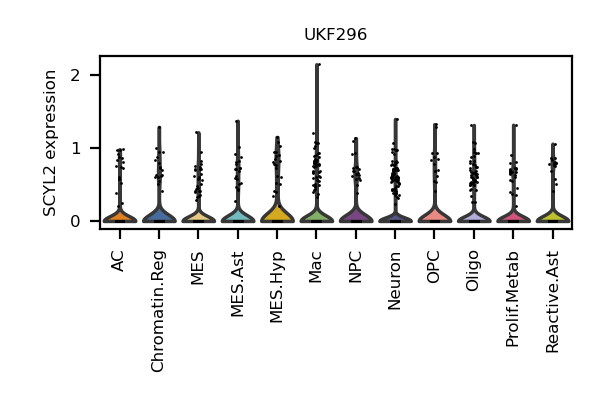 UKF296
SCYL2 expression
2
1
0
AC
Chromatin.Reg
MES
MES.Ast
MES.Hyp
Mac
NPC
Neuron
OPC
Oligo
Prolif.Metab
Reactive.Ast